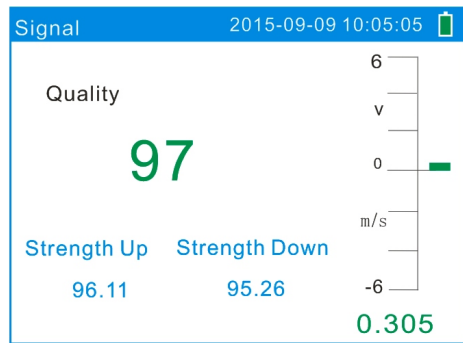 Signal 2015-09-09 10:05:05
6
Quality
v
97
0
m/s
Strength Up Strength Down
96.11 95.26
-6
0.305